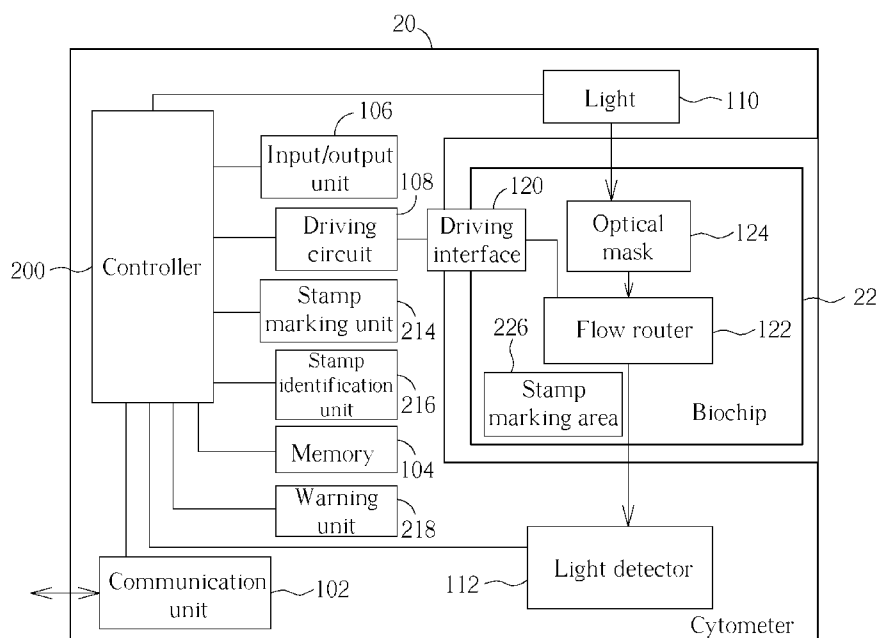 20
Light
110
106
Input/output
unit
108
Driving
circuit
120
Driving
interface
Optical
mask
124
200
Controller
22
Stamp
marking unit
214
Flow router
122
226
Stamp
marking area
Biochip
Stamp
identification
unit
216
Memory
104
Warning
unit
218
Communication
unit
102
112
Light detector
Cytometer